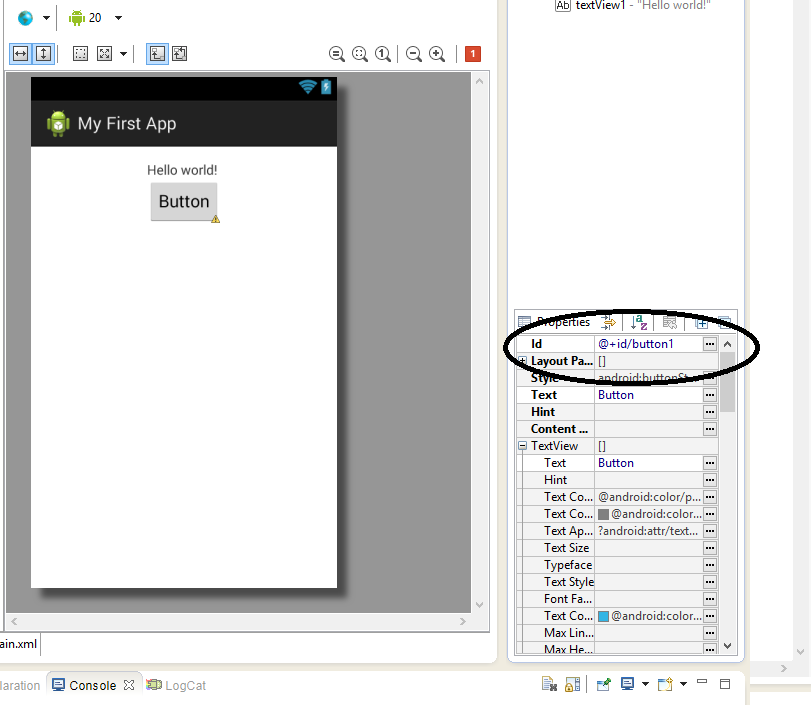 Ab textView1 - "Hello world!"
20
1
1
My First App
Hello world!
Button
Properties
Id @+id/button1
Layout Pa... []
Style android:buttonSt
Text Button
Hint
Content ...
TextView []
Text Button
Hint
Text Co... @android:color/p...
Text Co... @android:color...
Text Ap... ?android:attr/text...
Text Size
Typeface
Text Style
Font Fa...
Text Co... @android:color...
Max Lin...
Max He...
ain.xml
laration Console LogCat